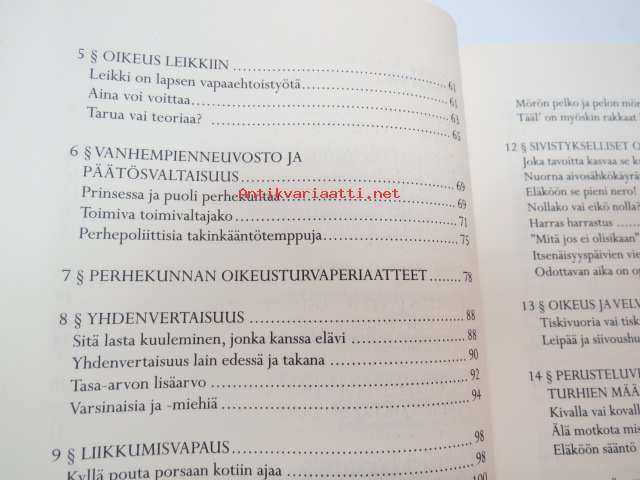 5 § OIKEUS LEIKKIIN 61
Leikki on lapsen vapaaehtoistyötä 61
Aina voi voittaa 63
Tarua vai teoriaa? 65
6 § VANHEMPIENNEUVOSTO JA
PÄÄTÖSVALTAISUUS 69
Prinsessa ja puoli perhekuntaa 69
Toimiva toimivaltajako 71
Perhepoliittisia takinkääntötemppuja 75
7 § PERHEKUNNAN OIKEUSTURVAPERIAATTEET 78
8 § YHDENVERTAISUUS 88
Sitä lasta kuuleminen, jonka kanssa elävi 88
Yhdenvertaisuus lain edessä ja takana 90
Tasa-arvon lisäarvo 92
Varsinaisia ja -miehiä 94
9 § LIIKKUMISVAPAUS 98
Kyllä pouta porsaan kotiin ajaa 98
100
Antikvariaatti.net
Mörön pelko ja pelon mör
Tääl' on myöskin rakkaat
12 § SIVISTYKSELLISET O
Joka tavoitta kasvaa se k
Nuorna aivosähkökäyrä
Eläköön se pieni nero!
Nollako vai eikö nolla?
Harras harrastus
"Mitä jos ei olisikaan"
Itsenäisyyspäivien vie
Odottavan aika on op
13 § OIKEUS JA VELV
Tiskivuoria vai tisk
Leipää ja siivoushu
14 § PERUSTELUVE
TURHIEN MÄÄ
Kivalla vai kovall
Älä motkota mis
Eläköön sääntö